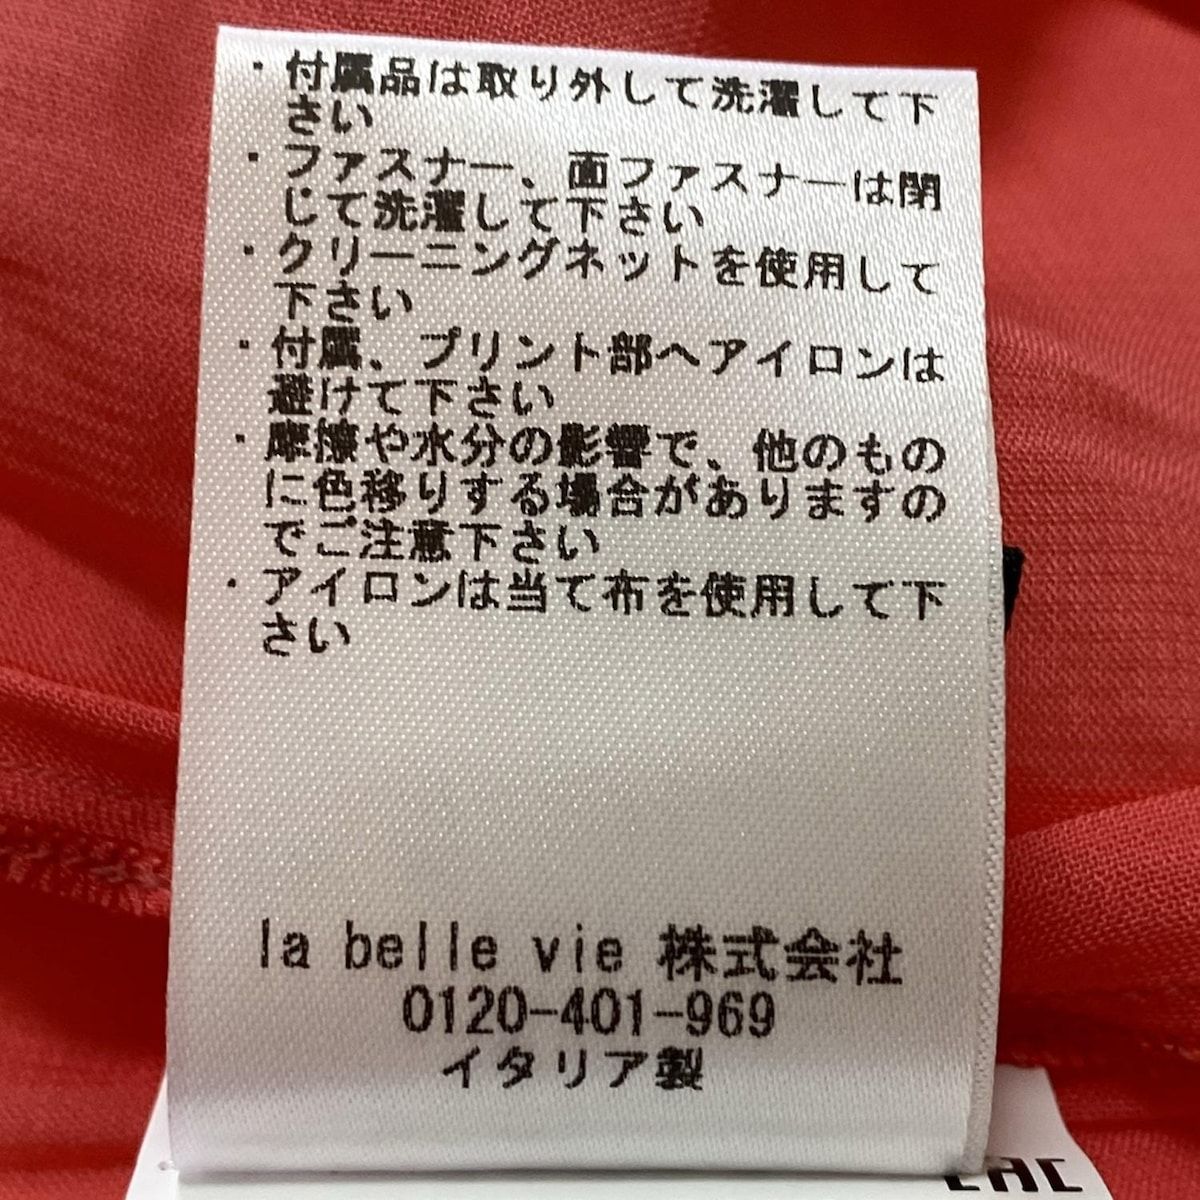 ・付属品は取り外して洗濯して下
さい
・ファスナー、面ファスナーは閉
じて洗濯して下さい
・クリーニングネットを使用して
下さい
・付属、プリント部へアイロンは
避けて下さい
・摩擦や水分の影響で、他のもの
に色移りする場合がありますの
でご注意下さい
・アイロンは当て布を使用して下
さい
la belle vie 株式会社
0120-401-969
イタリア製